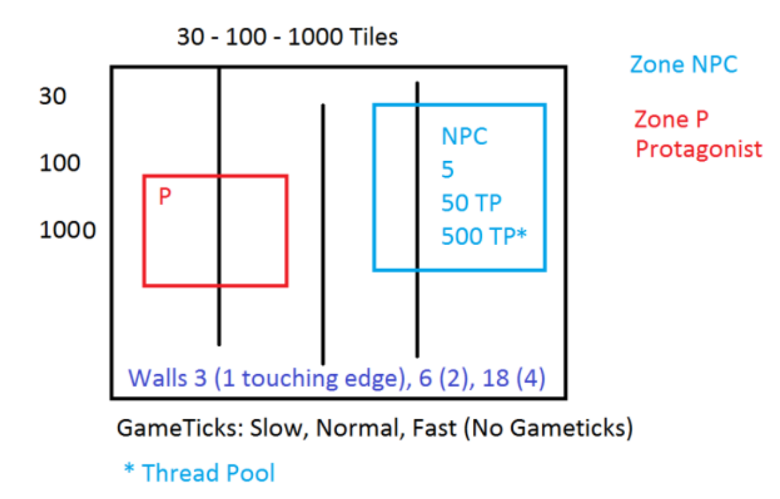 30 - 100 - 1000 Tiles
Zone NPC
30
Zone P
Protagonist
NPC
100
5
P
50 TP
1000
500 TP*
Walls 3 (1 touching edge), 6 (2), 18 (4)
GameTicks: Slow, Normal, Fast (No Gameticks)
* Thread Pool